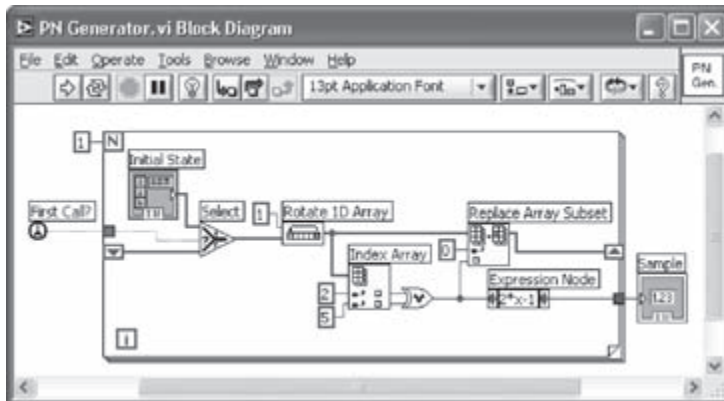 PN Generator.vi Block Diagram
File Edit Operate Tools Browse Window Help
13pt Application Font
PN
Gen.
1
N
Initial State
First Call?
Select
1
Rotate 1D Array
Replace Array Subset
0
Index Array
2
5
Expression Node
2*x-1
Sample
123
i